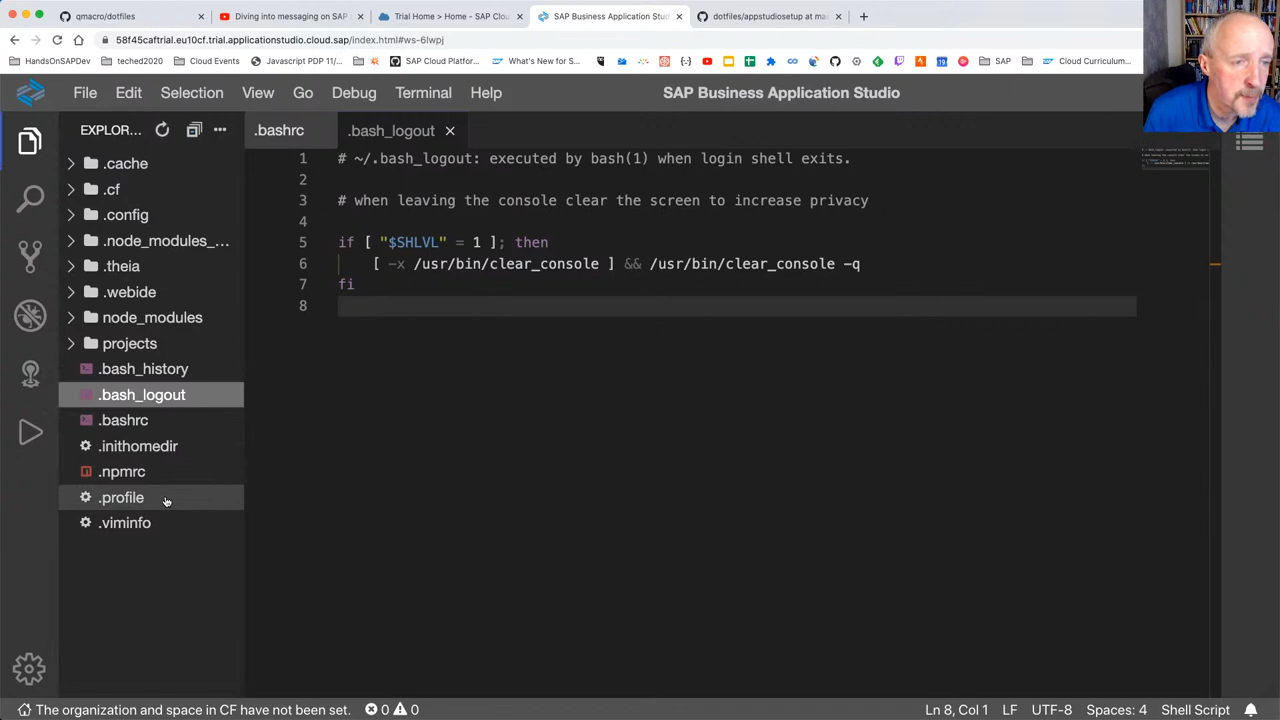 qmacro/dotfiles
Diving into messaging on SAP
Trial Home > Home - SAP Clou
SAP Business Application Stu
dotfiles/appstudiosetup at ma
58f45caftrial.eu10cf.trial.applicationstudio.cloud.sap/index.html#ws-6lwpj
HandsOnSAPDev
teched2020
Cloud Events
Javascript PDP 11/...
SAP Cloud Platfor...
What's New for S...
SAP
Cloud Curriculum...
File
Edit
Selection
View
Go
Debug
Terminal
Help
SAP Business Application Studio
EXPLOR...
.bashrc
.bash_logout
.cache
.cf
.config
.node_modules_...
.theia
.webide
node_modules
projects
.bash_history
.bash_logout
.bashrc
.inithomedir
.npmrc
.profile
.viminfo
1 # ~/.bash_logout: executed by bash(1) when login shell exits.
2
3 # when leaving the console clear the screen to increase privacy
4
5 if [ "$SHLVL" = 1 ]; then
6 [ -x /usr/bin/clear_console ] && /usr/bin/clear_console -q
7 fi
8
The organization and space in CF have not been set.
0
0
Ln 8, Col 1
LF
UTF-8
Spaces: 4
Shell Script